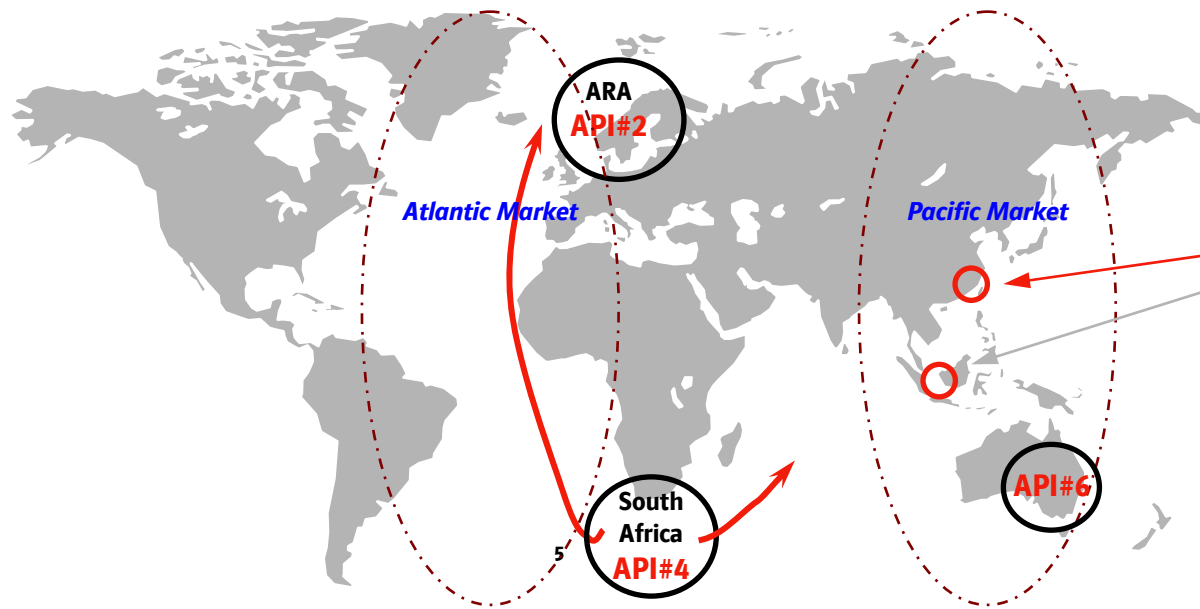 ARA
API#2
Atlantic Market
Pacific Market
API#6
South
Africa
5
API#4